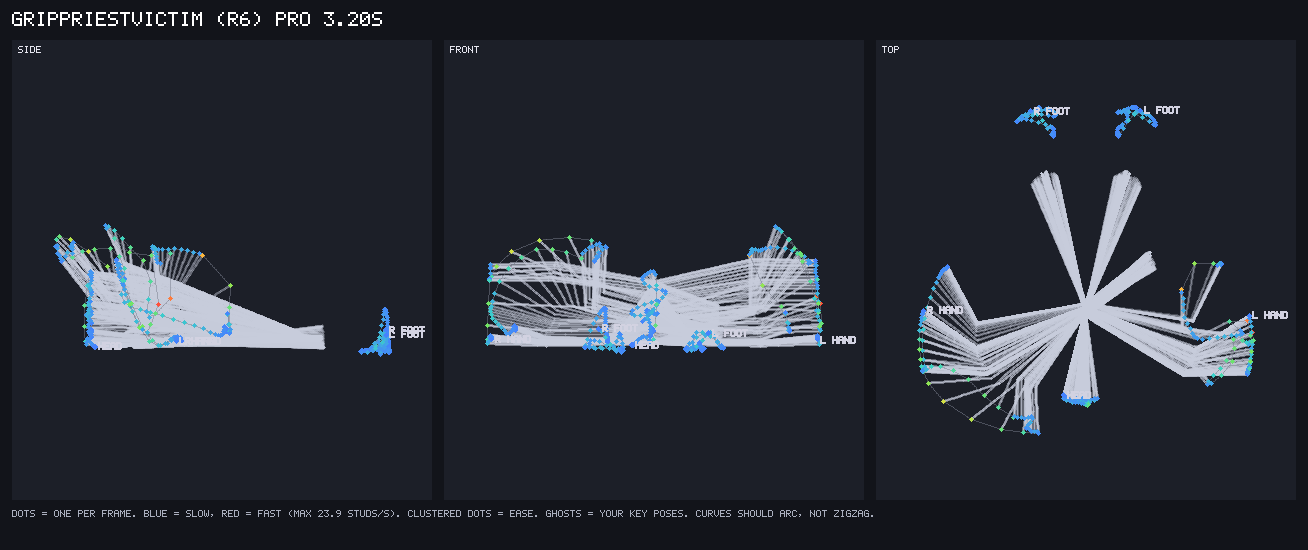 GRIPPRIESTVICTIM (R6) PRO 3.20S
SIDE
FRONT
TOP
R FOOT
L FOOT
R HAND
L HAND
R FOOT
HEAD
L HAND
DOTS = ONE PER FRAME. BLUE = SLOW, RED = FAST (MAX 23.9 STUDS/S). CLUSTERED DOTS = EASE. GHOSTS = YOUR KEY POSES. CURVES SHOULD ARC, NOT ZIGZAG.